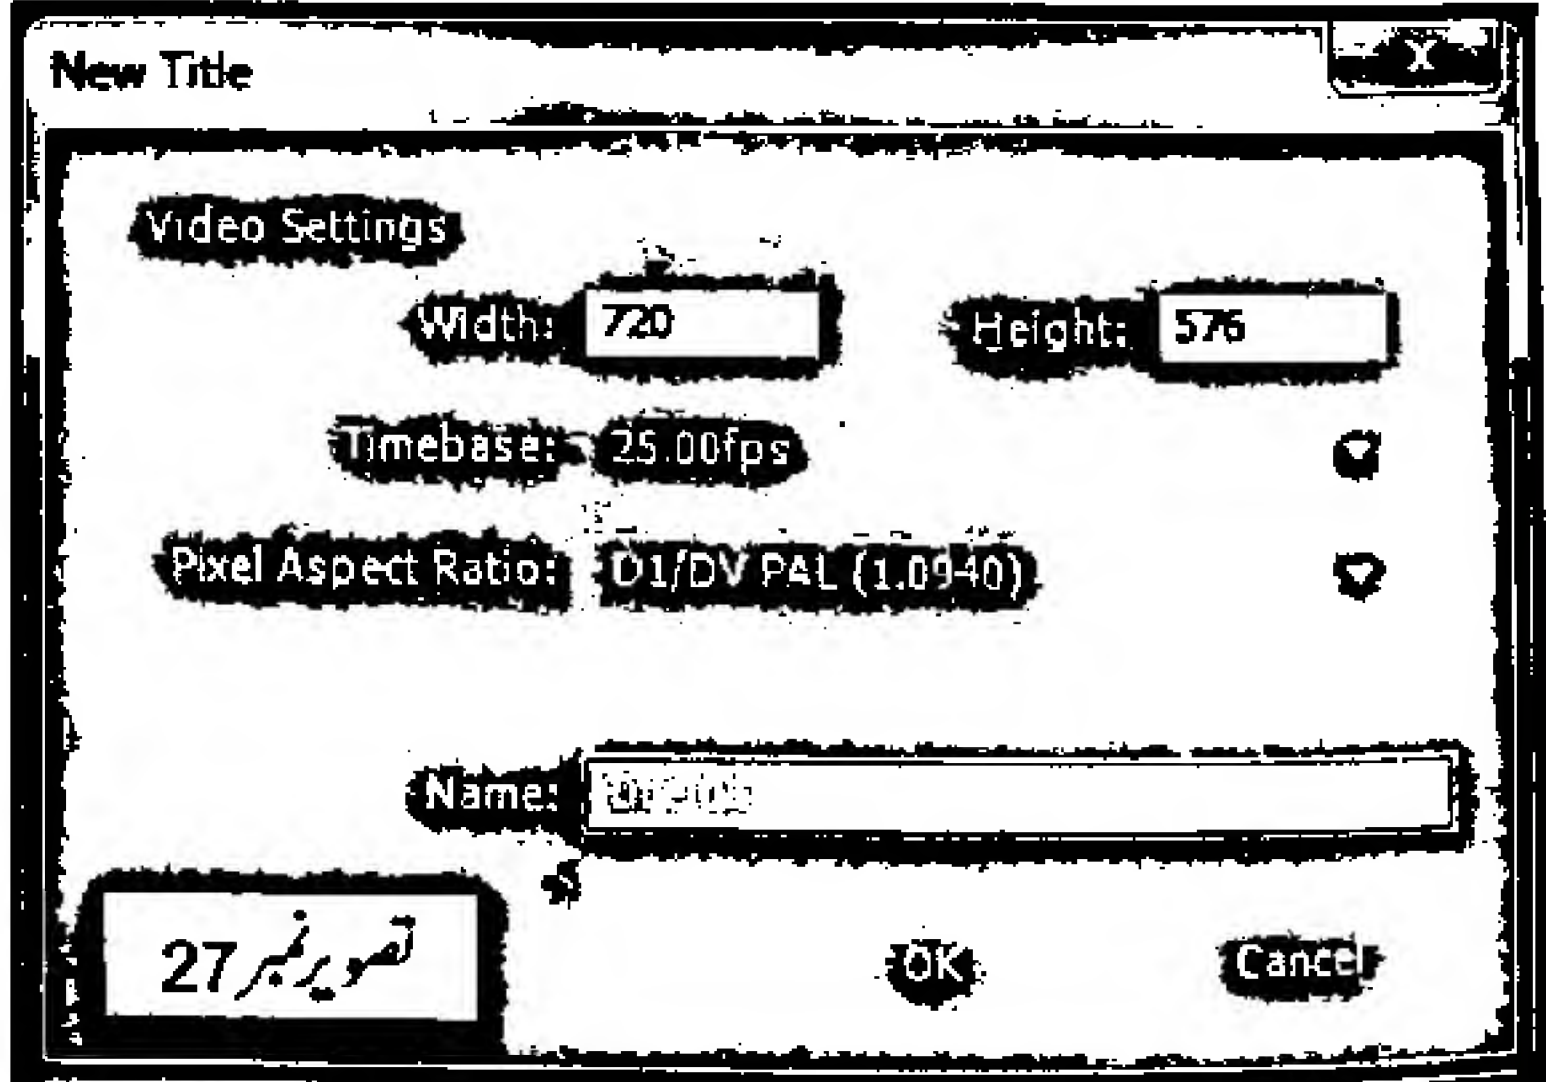 New Title
X
Video Settings
Width: 720 Height: 576
Timebase: 25.00fps
Pixel Aspect Ratio: D1/DV PAL (1.0940)
Name:
تصویر نمبر 27
OK Cancel